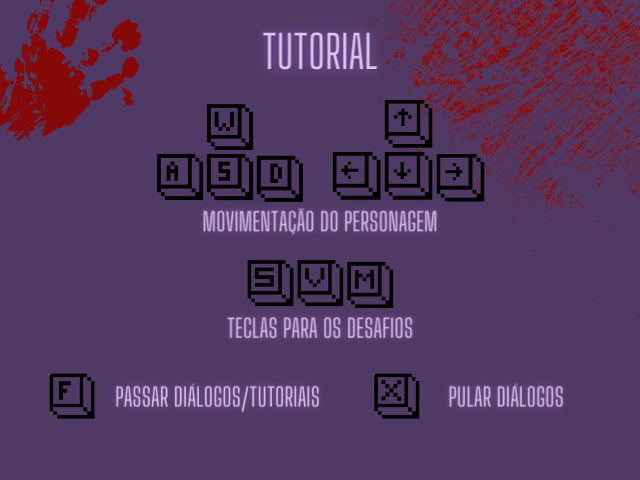 TUTORIAL
W ↑
A S D ← ↓ →
MOVIMENTAÇÃO DO PERSONAGEM
S V M
TECLAS PARA OS DESAFIOS
F PASSAR DIÁLOGOS/TUTORIAIS X PULAR DIÁLOGOS